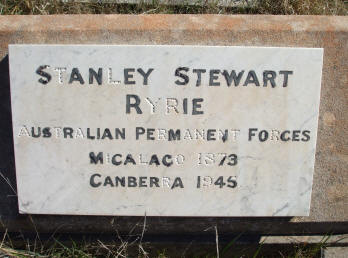 STANLEY STEWART
RYRIE
AUSTRALIAN PERMANENT FORCES
MICALAGO 1873
CANBERRA 1945